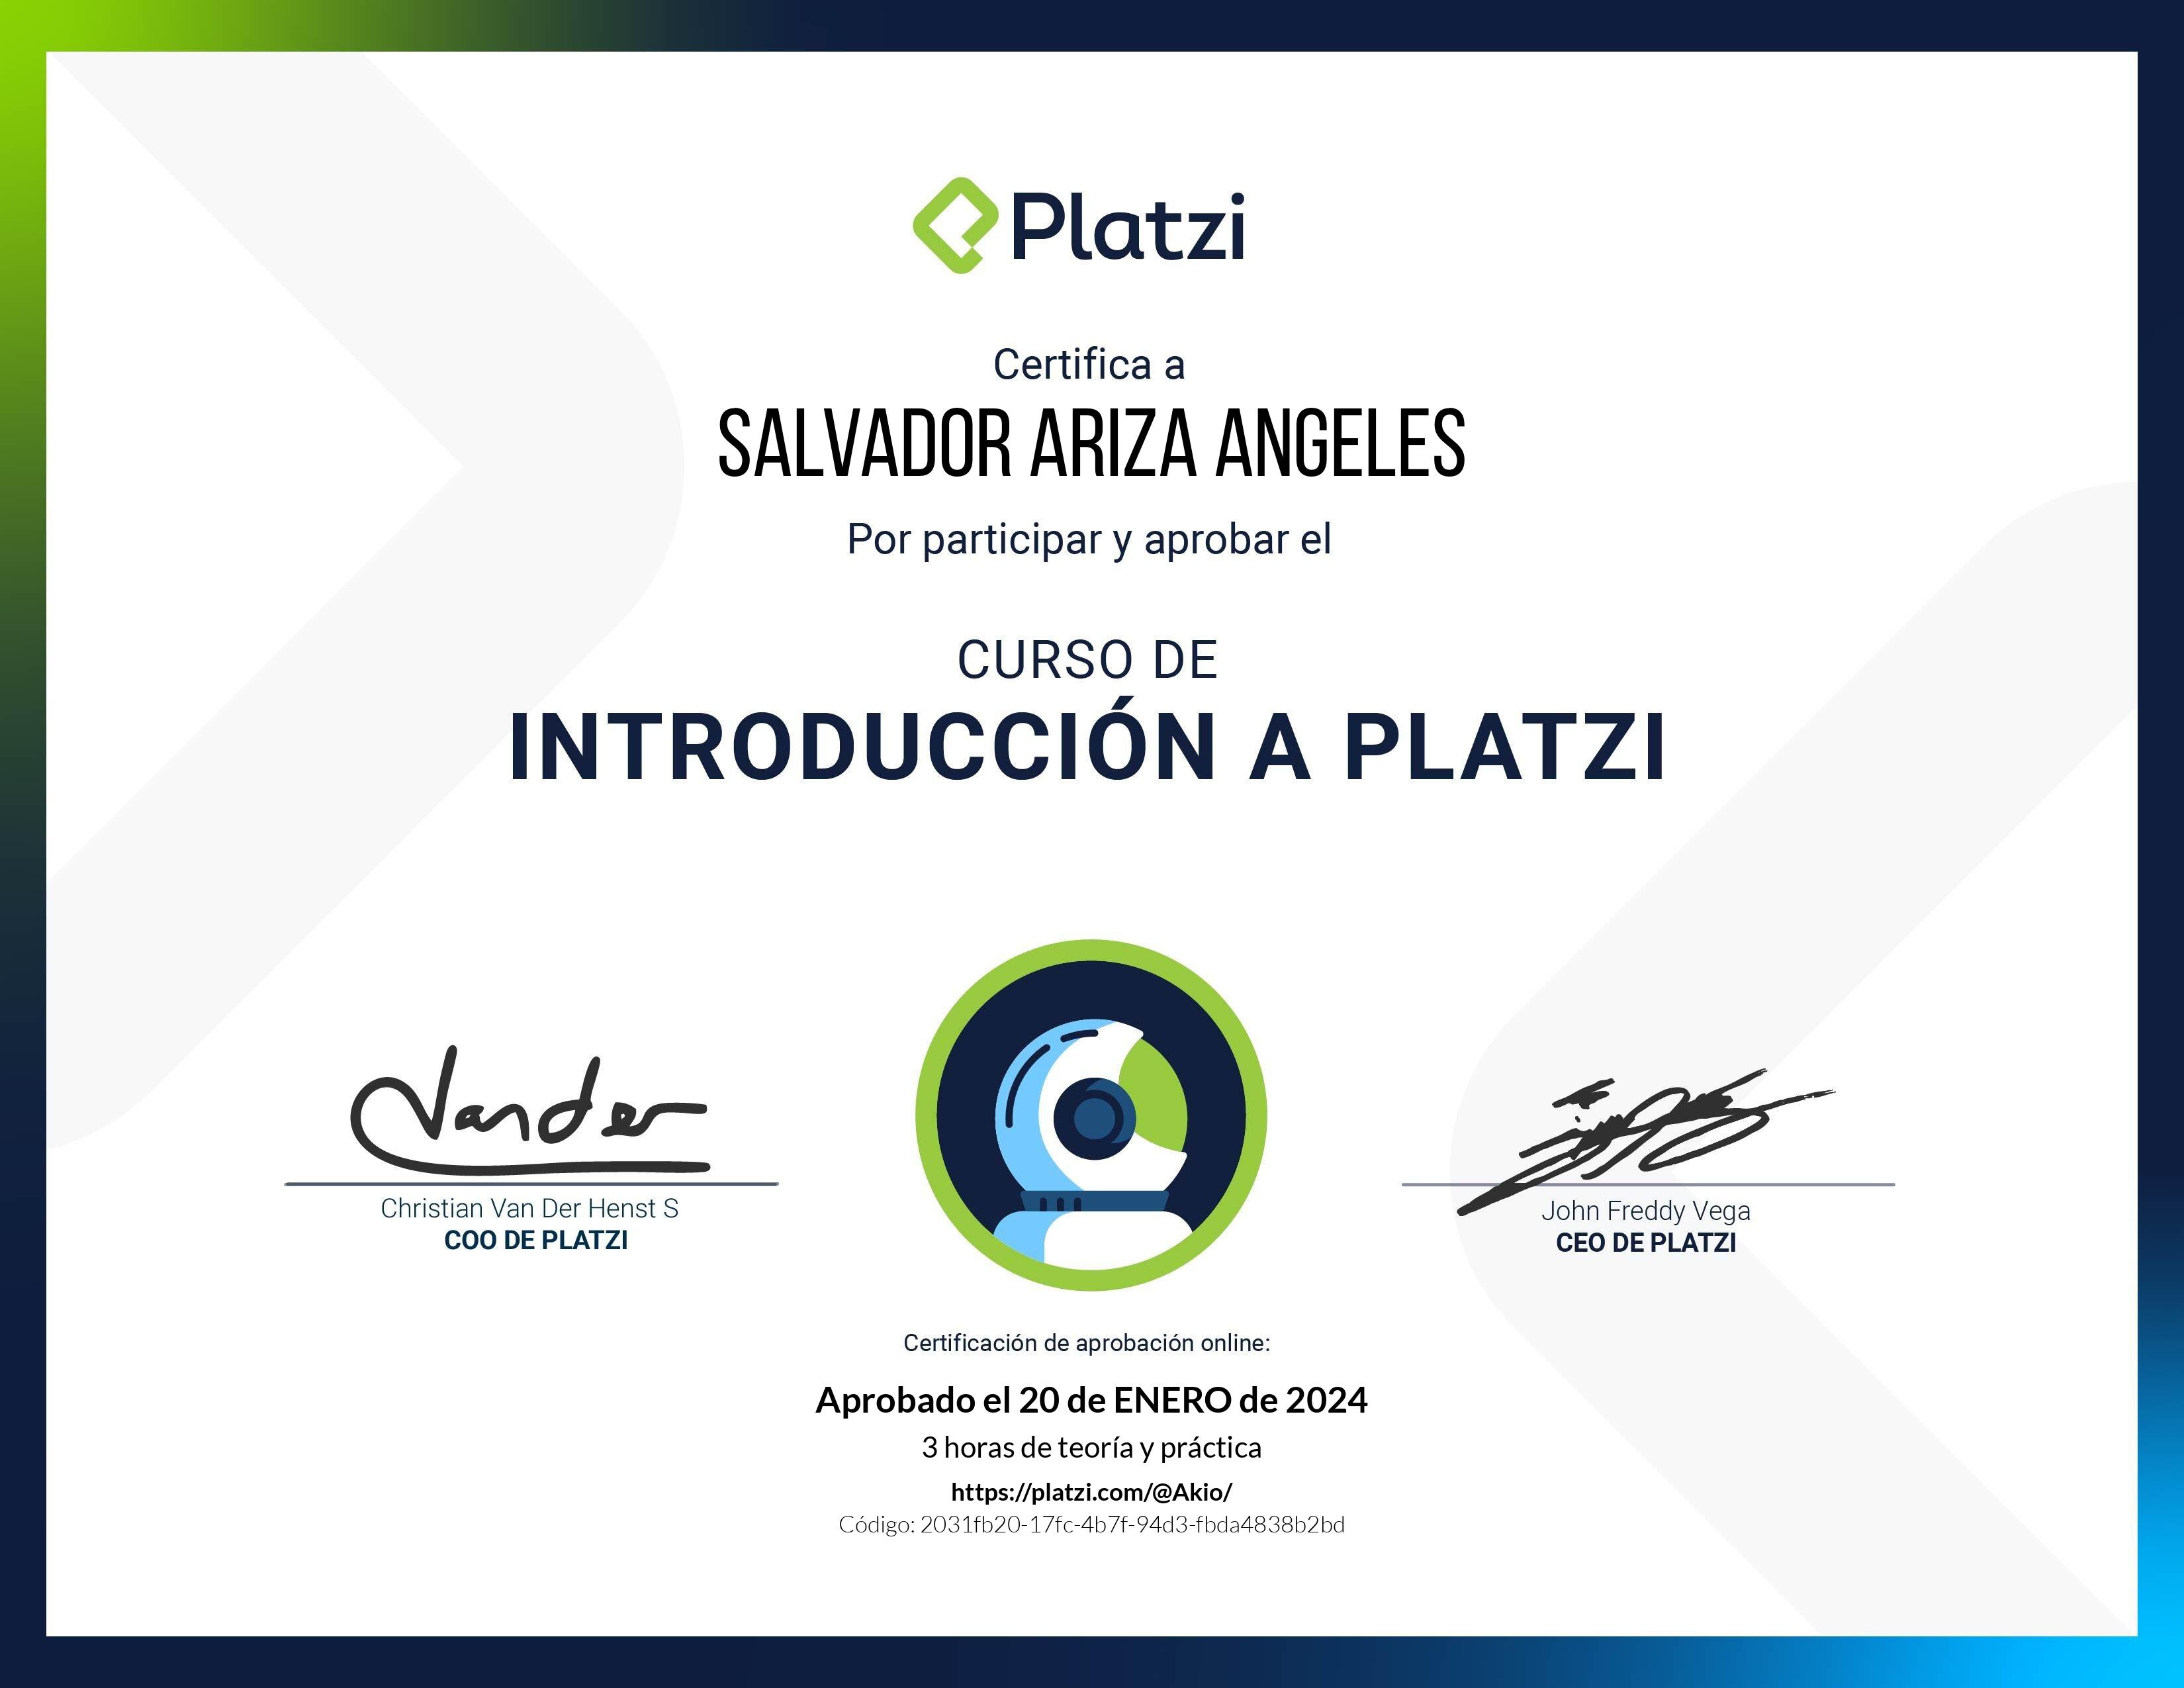 Platzi
Certifica a
SALVADOR ARIZA ANGELES
Por participar y aprobar el
CURSO DE
INTRODUCCIÓN A PLATZI
Vander
Christian Van Der Henst S
COO DE PLATZI
John Freddy Vega
CEO DE PLATZI
Certificación de aprobación online:
Aprobado el 20 de ENERO de 2024
3 horas de teoría y práctica
https://platzi.com/@Akio/
Código: 2031fb20-17fc-4b7f-94d3-fbda4838b2bd